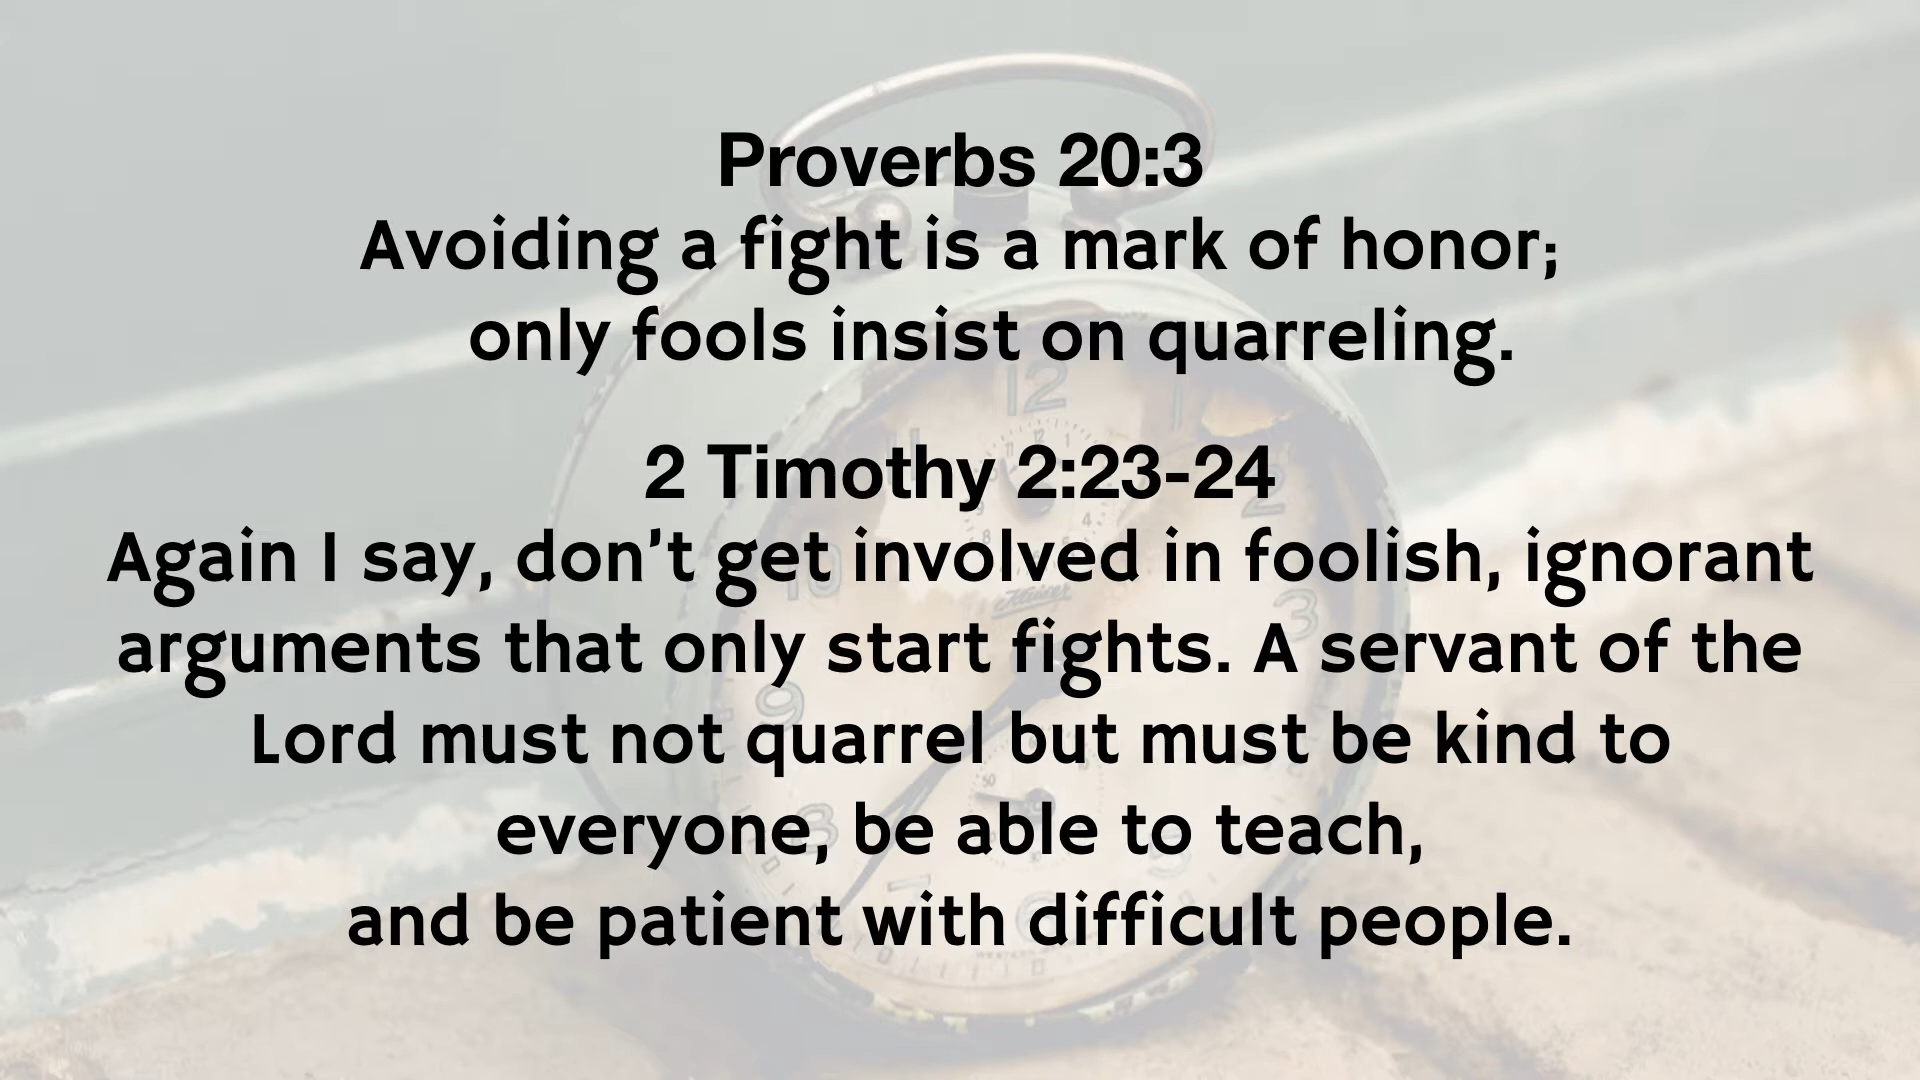 Proverbs 20:3
Avoiding a fight is a mark of honor;
only fools insist on quarreling.
2 Timothy 2:23-24
Again I say, don’t get involved in foolish, ignorant
arguments that only start fights. A servant of the
Lord must not quarrel but must be kind to
everyone, be able to teach,
and be patient with difficult people.